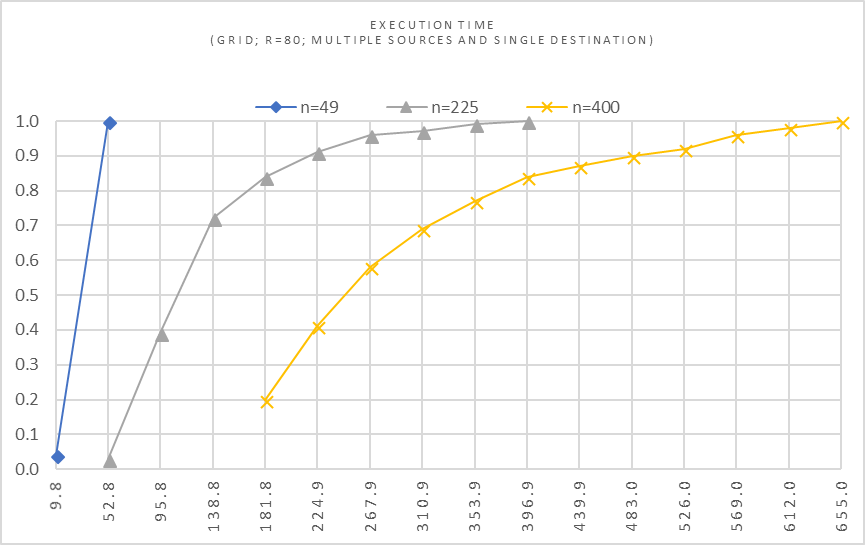 EXECUTION TIME
(GRID; R=80; MULTIPLE SOURCES AND SINGLE DESTINATION)
n=49 n=225 n=400
1.0
0.9
0.8
0.7
0.6
0.5
0.4
0.3
0.2
0.1
0.0
9.8 52.8 95.8 138.8 181.8 224.9 267.9 310.9 353.9 396.9 439.9 483.0 526.0 569.0 612.0 655.0